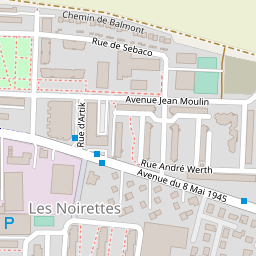 Chemin de Balmont
Rue de Sebaco
Avenue Jean Moulin
Rue d'Artik
Rue André Werth
Avenue du 8 Mai 1945
Les Noirettes
P